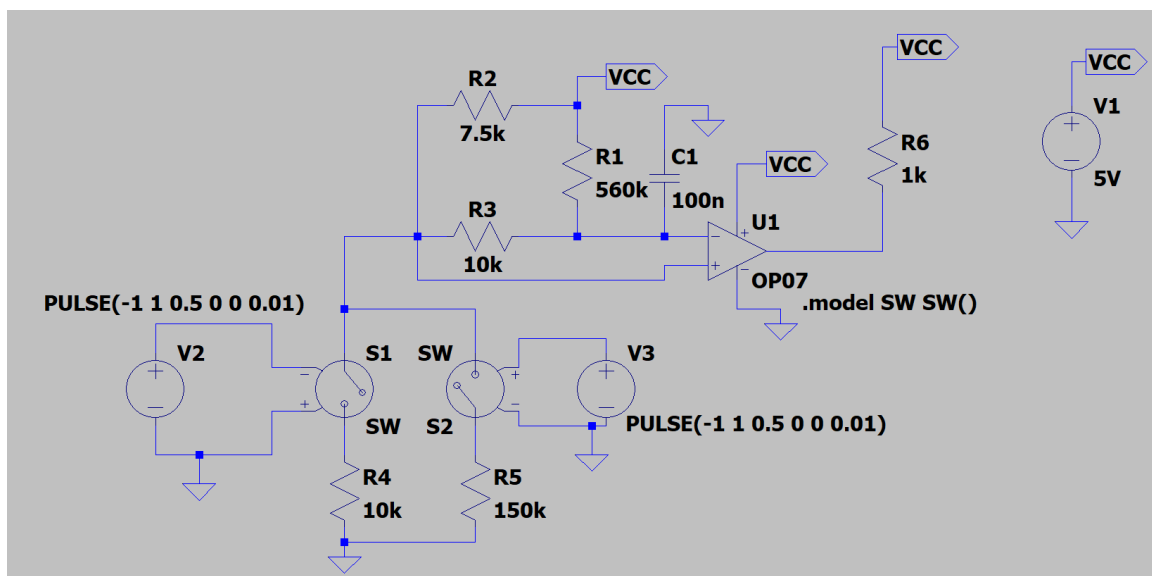 VCC
R2
7.5k
VCC
VCC
V1
5V
R1
560k
C1
100n
VCC
R6
1k
R3
10k
U1
OP07
.model SW SW()
PULSE(-1 1 0.5 0 0 0.01)
V2
S1
SW
SW
S2
V3
PULSE(-1 1 0.5 0 0 0.01)
R4
10k
R5
150k